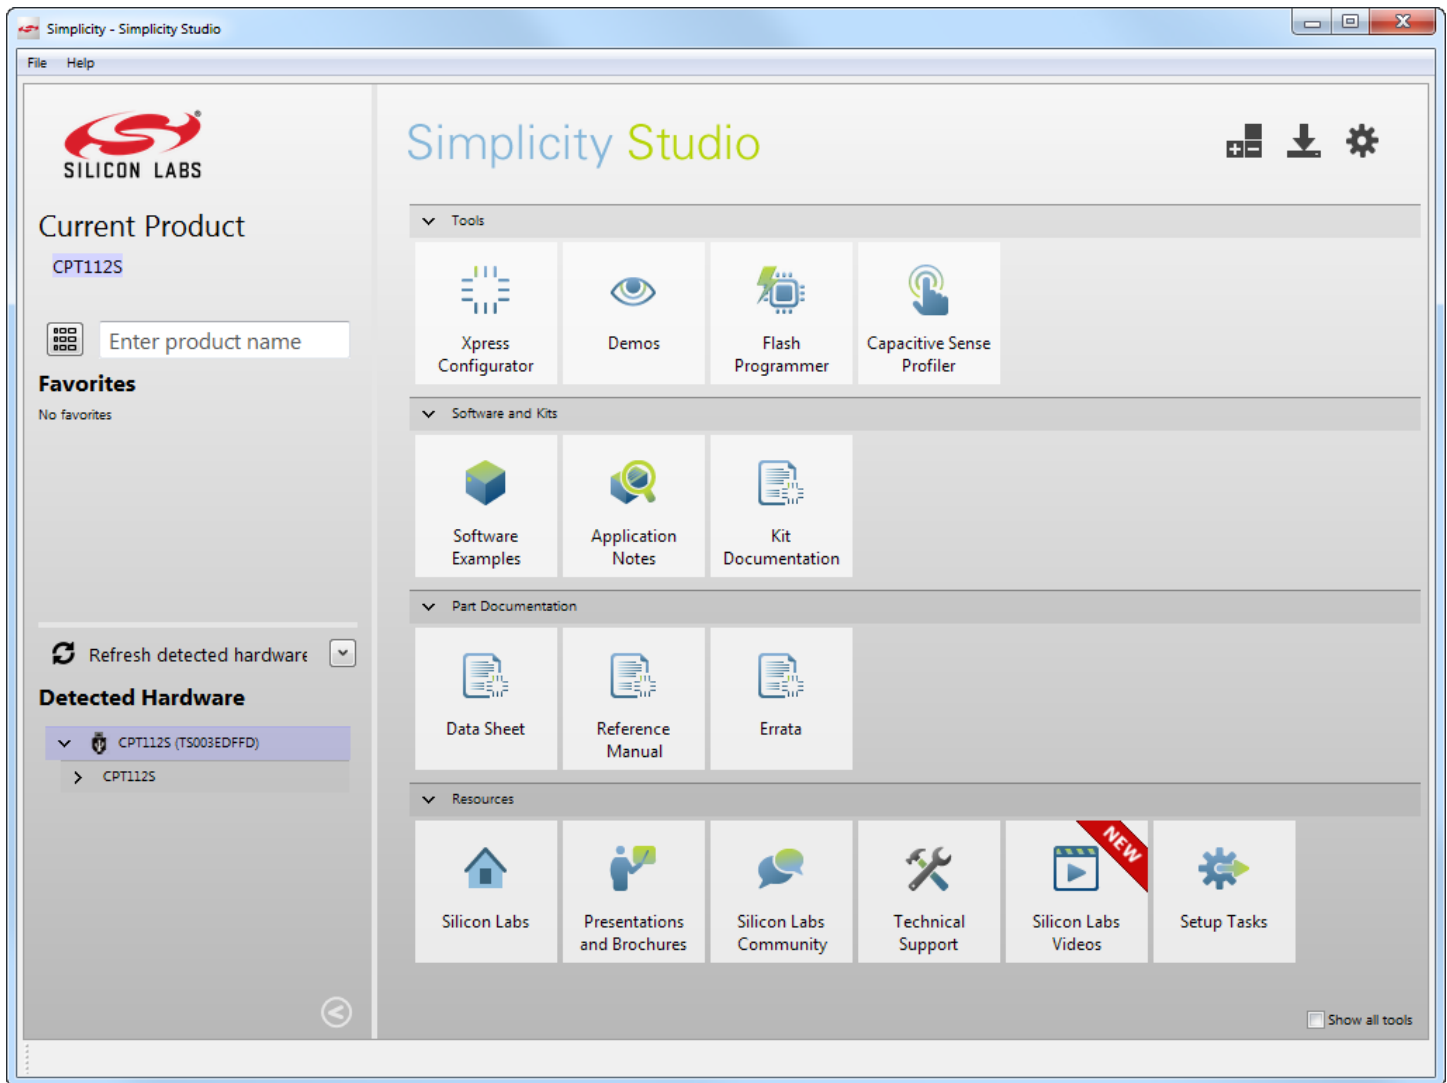 Simplicity - Simplicity Studio
File Help
SILICON LABS
Current Product
CPT112S
Enter product name
Favorites
No favorites
Refresh detected hardware
Detected Hardware
CPT112S (TS003EDFFD)
CPT112S
Simplicity Studio
Tools
Xpress
Configurator
Demos
Flash
Programmer
Capacitive Sense
Profiler
Software and Kits
Software
Examples
Application
Notes
Kit
Documentation
Part Documentation
Data Sheet
Reference
Manual
Errata
Resources
Silicon Labs
Presentations
and Brochures
Silicon Labs
Community
Technical
Support
NEW
Silicon Labs
Videos
Setup Tasks
Show all tools